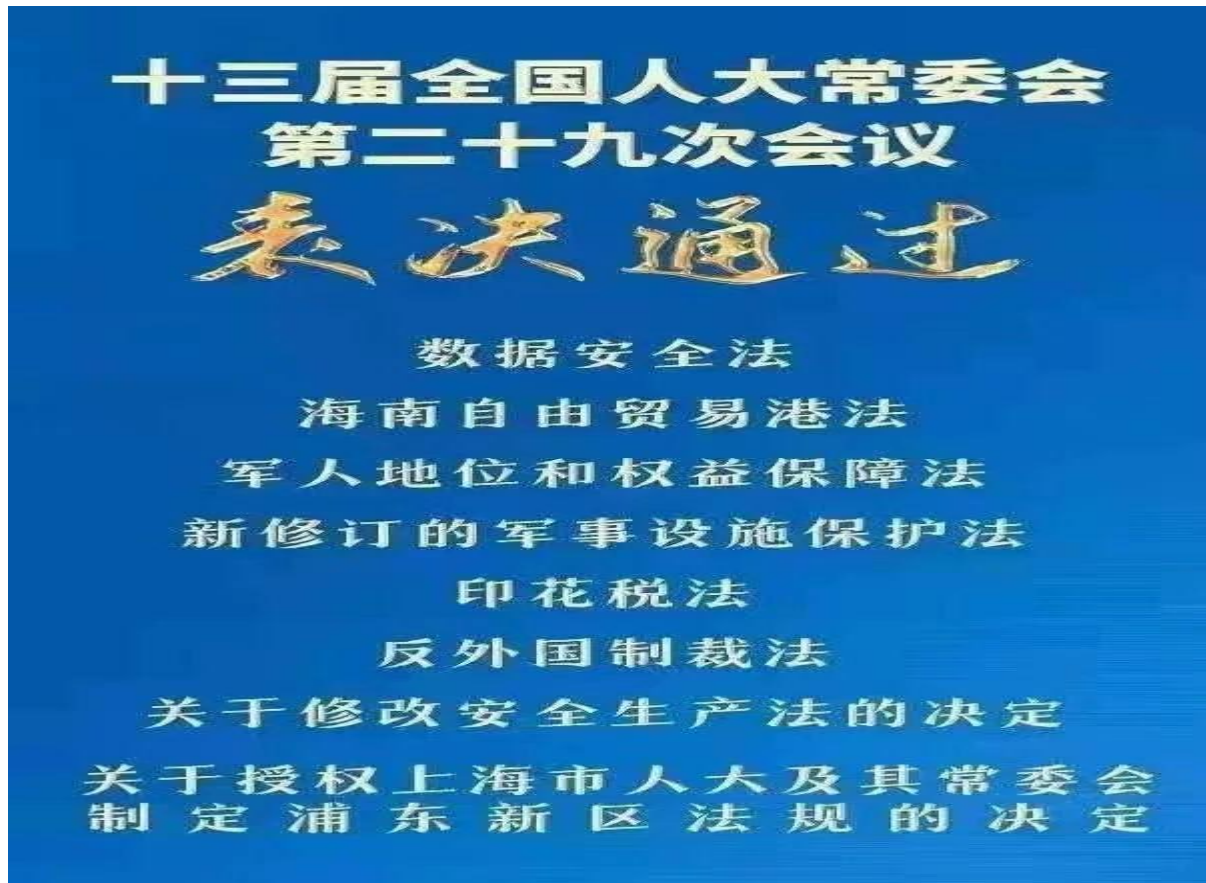 十三届全国人大常委会
第二十九次会议
表决通过
数据安全法
海南自由贸易港法
军人地位和权益保障法
新修订的军事设施保护法
印花税法
反外国制裁法
关于修改安全生产法的决定
关于授权上海市人大及其常委会
制定浦东新区法规的决定